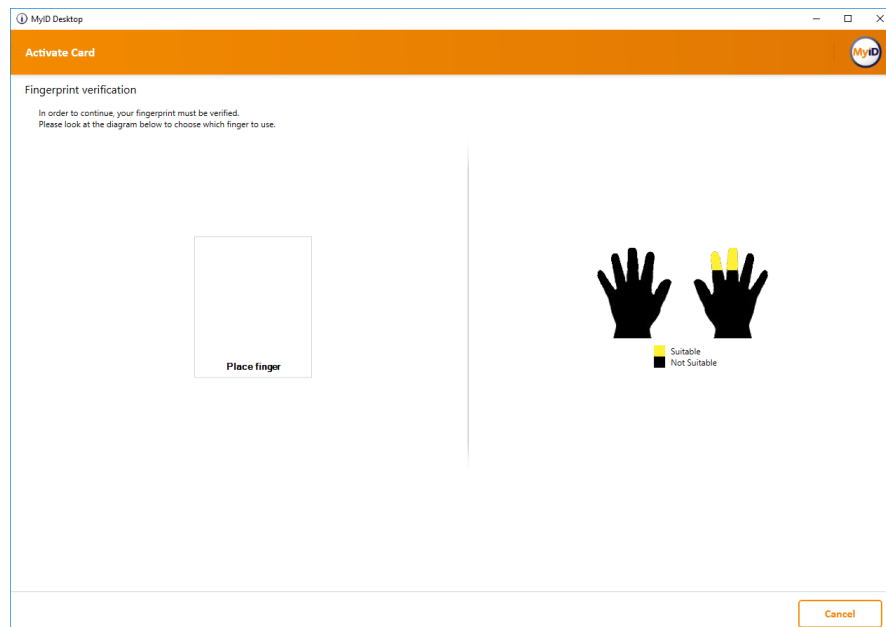 MyID Desktop
Activate Card
MyID
Fingerprint verification
In order to continue, your fingerprint must be verified.
Please look at the diagram below to choose which finger to use.
Place finger
Suitable
Not Suitable
Cancel